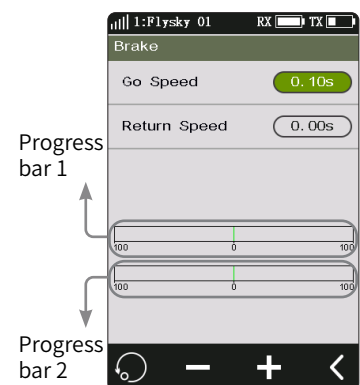 1:Flysky 01 RX TX
Brake
Go Speed 0.10s
Return Speed 0.00s
Progress
bar 1
100 0 100
100 0 100
Progress
bar 2